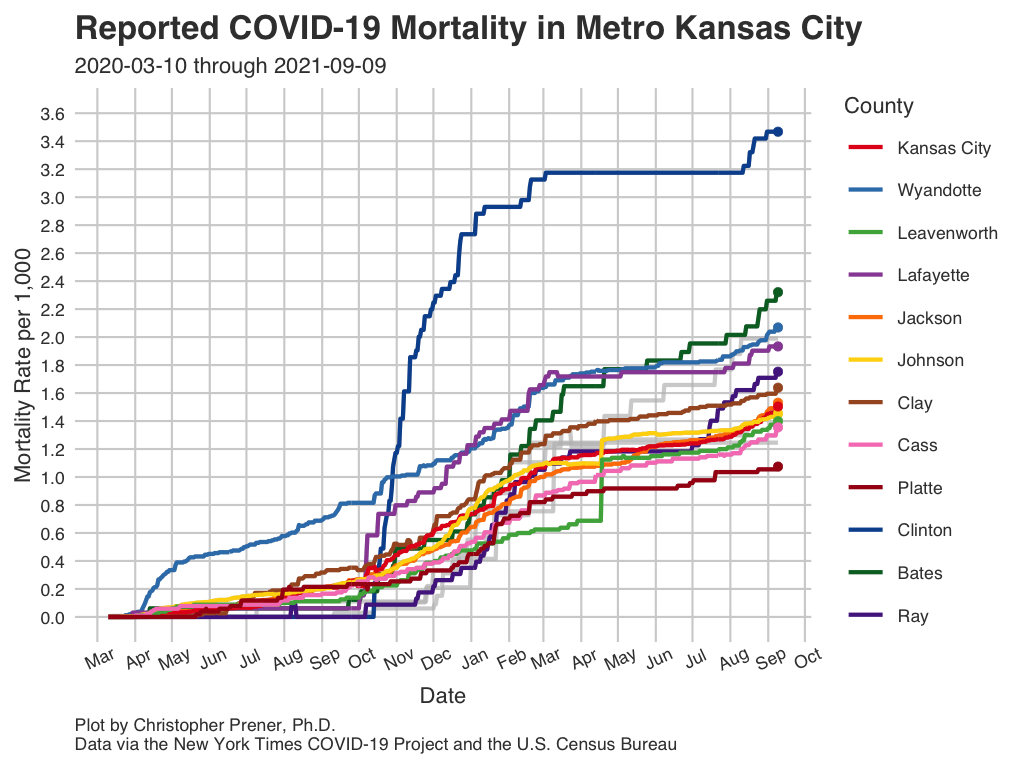 Reported COVID-19 Mortality in Metro Kansas City
2020-03-10 through 2021-09-09
County
Kansas City
Wyandotte
Leavenworth
Lafayette
Jackson
Johnson
Clay
Cass
Platte
Clinton
Bates
Ray
Mortality Rate per 1,000
3.6
3.4
3.2
3.0
2.8
2.6
2.4
2.2
2.0
1.8
1.6
1.4
1.2
1.0
0.8
0.6
0.4
0.2
0.0
Mar Apr May Jun Jul Aug Sep Oct Nov Dec Jan Feb Mar Apr May Jun Jul Aug Sep Oct
Date
Plot by Christopher Prener, Ph.D.
Data via the New York Times COVID-19 Project and the U.S. Census Bureau